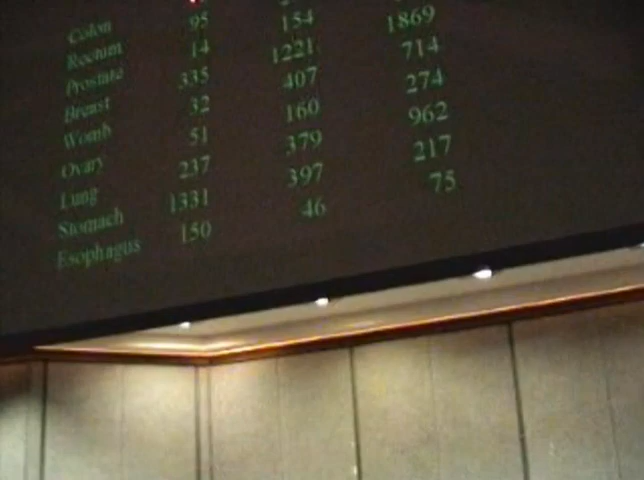 Colon
Rectum 95
Prostate 14 154
Breast 335 1221 1869
Womb 32 407 714
Ovary 51 160 274
Lung 237 379 962
Stomach 1331 397 217
Esophagus 150 46 75